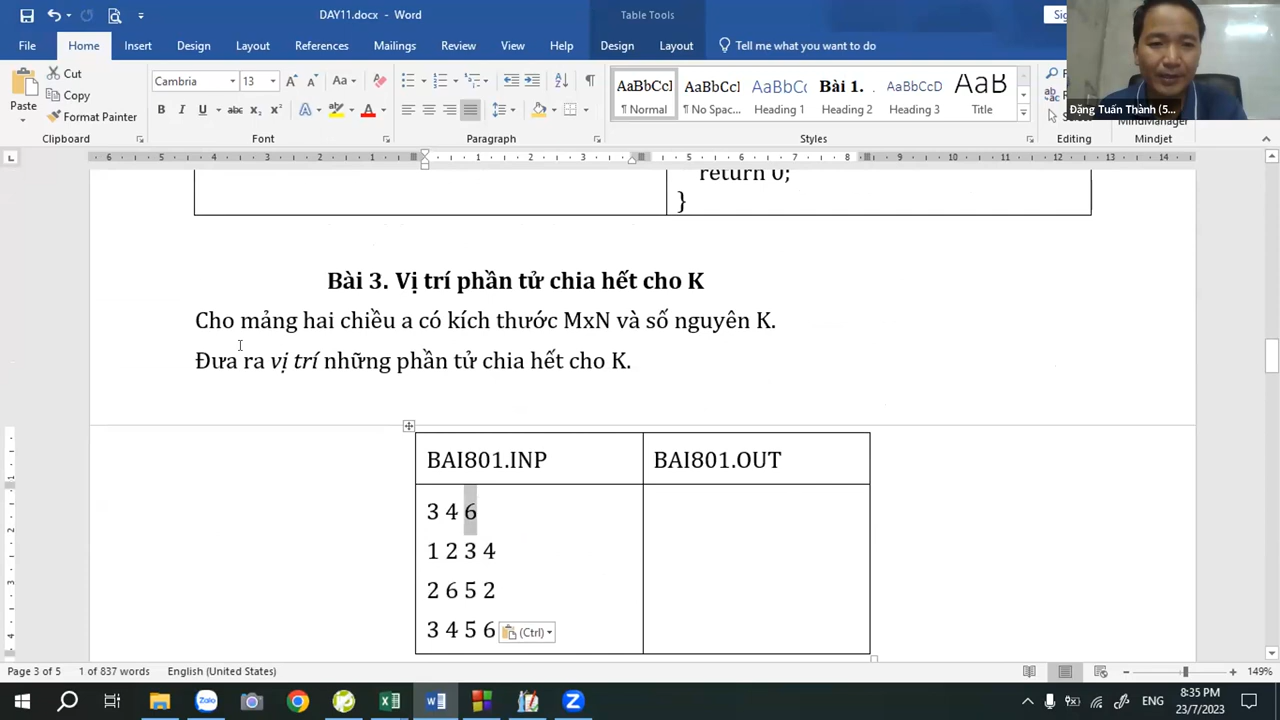 DAY11.docx - Word
Table Tools
File Home Insert Design Layout References Mailings Review View Help Design Layout Tell me what you want to do
Đặng Tuấn Thành (5...
Paste
Cut
Copy
Format Painter
Clipboard
Cambria 13
Font
Paragraph
AaBbCcI AaBbCcI AaBbC( Bài 1. AaBbCcI AaB
¶ Normal ¶ No Spac... Heading 1 Heading 2 Heading 3 Title
Styles
Editing
MindManager
Mindjet
return 0;
}
Bài 3. Vị trí phần tử chia hết cho K
Cho mảng hai chiều a có kích thước MxN và số nguyên K.
Đưa ra vị trí những phần tử chia hết cho K.
BAI801.INP BAI801.OUT
3 4 6
1 2 3 4
2 6 5 2
3 4 5 6
(Ctrl)
Page 3 of 5 1 of 837 words English (United States) 149%
Zalo
ENG
8:35 PM
23/7/2023